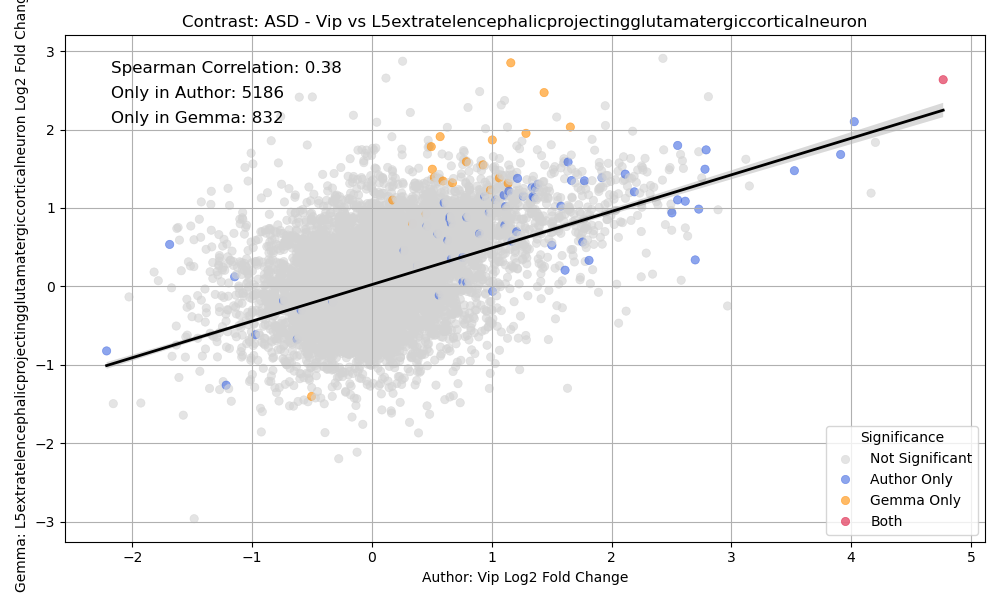 Contrast: ASD - Vip vs L5extratelencephalicprojectingglutamatergiccorticalneuron
Gemma: L5extratelencephalicprojectingglutamatergiccorticalneuron Log2 Fold Chang
3
2
1
0
−1
−2
−3
Spearman Correlation: 0.38
Only in Author: 5186
Only in Gemma: 832
Significance
Not Significant
Author Only
Gemma Only
Both
−2
−1
0
1
2
3
4
5
Author: Vip Log2 Fold Change